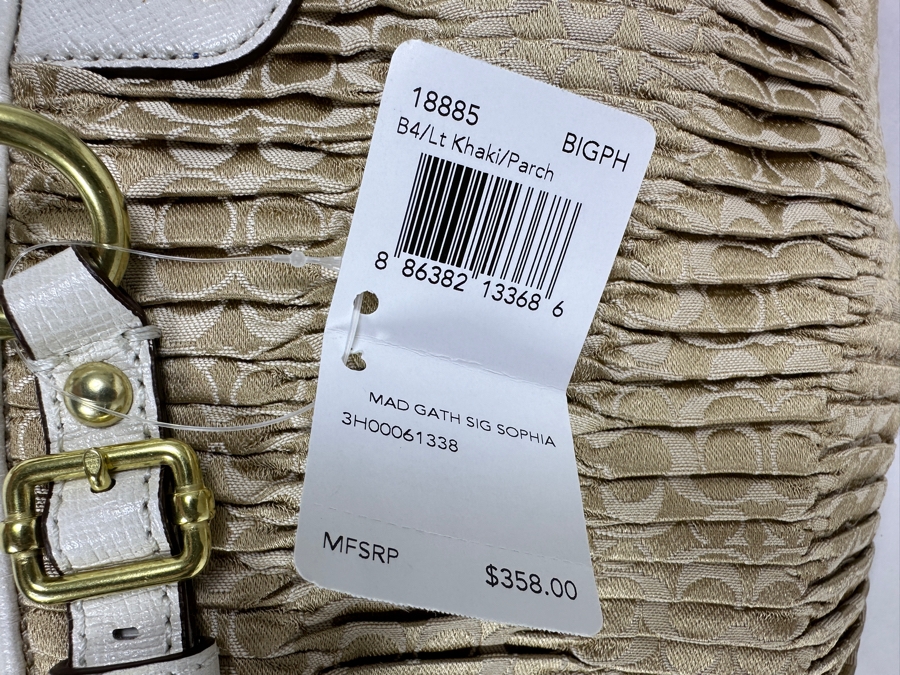 18885
BIGPH
B4/Lt Khaki/Parch
8 86382 13368 6
MAD GATH SIG SOPHIA
3H00061338
MFSRP
$358.00